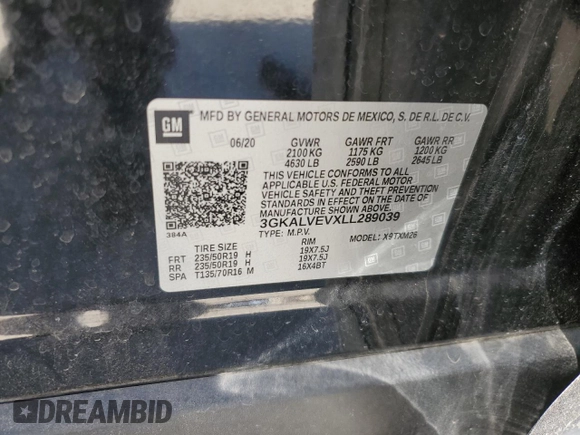 GM
MFD BY GENERAL MOTORS DE MEXICO, S. DE R.L. DE C.V.
06/20 GVWR GAWR FRT GAWR RR
2100 KG 1175 KG 1200 KG
4630 LB 2590 LB 2645 LB
THIS VEHICLE CONFORMS TO ALL
APPLICABLE U.S. FEDERAL MOTOR
VEHICLE SAFETY AND THEFT PREVENTION
STANDARDS IN EFFECT ON THE DATE OF
MANUFACTURE SHOWN ABOVE.
3GKALVEVXLL289039
384A
TYPE: M.P.V. MODEL: X9TXM26
TIRE SIZE RIM
FRT 235/50R19 H 19X7.5J
RR 235/50R19 H 19X7.5J
SPA T135/70R16 M 16X4BT
DREAMBID